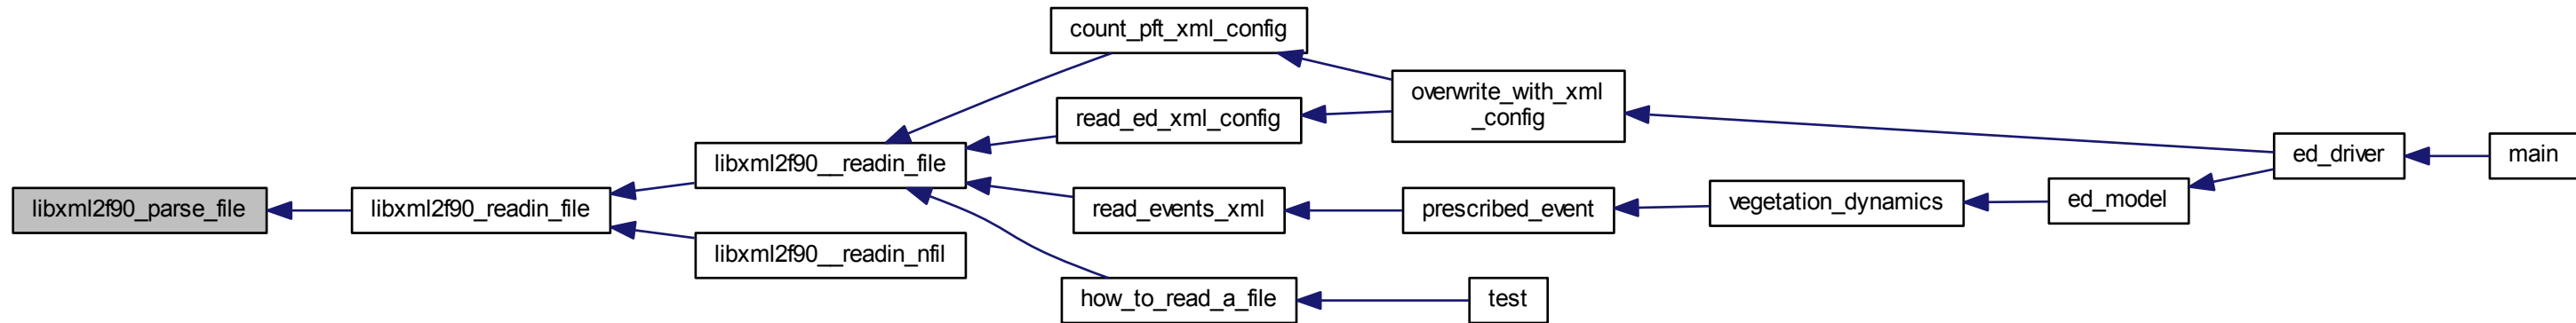 libxml2f90_parse_file
libxml2f90_readin_file
libxml2f90__readin_file
libxml2f90__readin_nfil
count_pft_xml_config
read_ed_xml_config
read_events_xml
how_to_read_a_file
overwrite_with_xml
_config
prescribed_event
test
vegetation_dynamics
ed_model
ed_driver
main